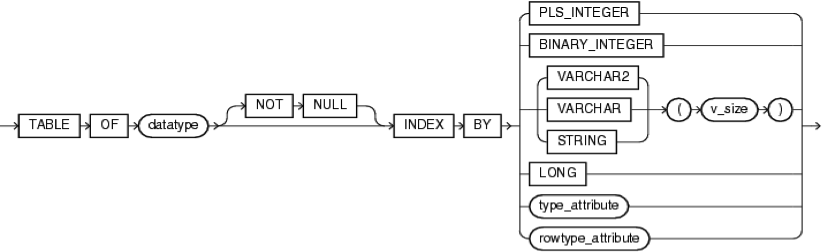 PLS_INTEGER
BINARY_INTEGER
VARCHAR2
NOT NULL
VARCHAR ( v_size )
TABLE OF datatype INDEX BY
STRING
LONG
type_attribute
rowtype_attribute